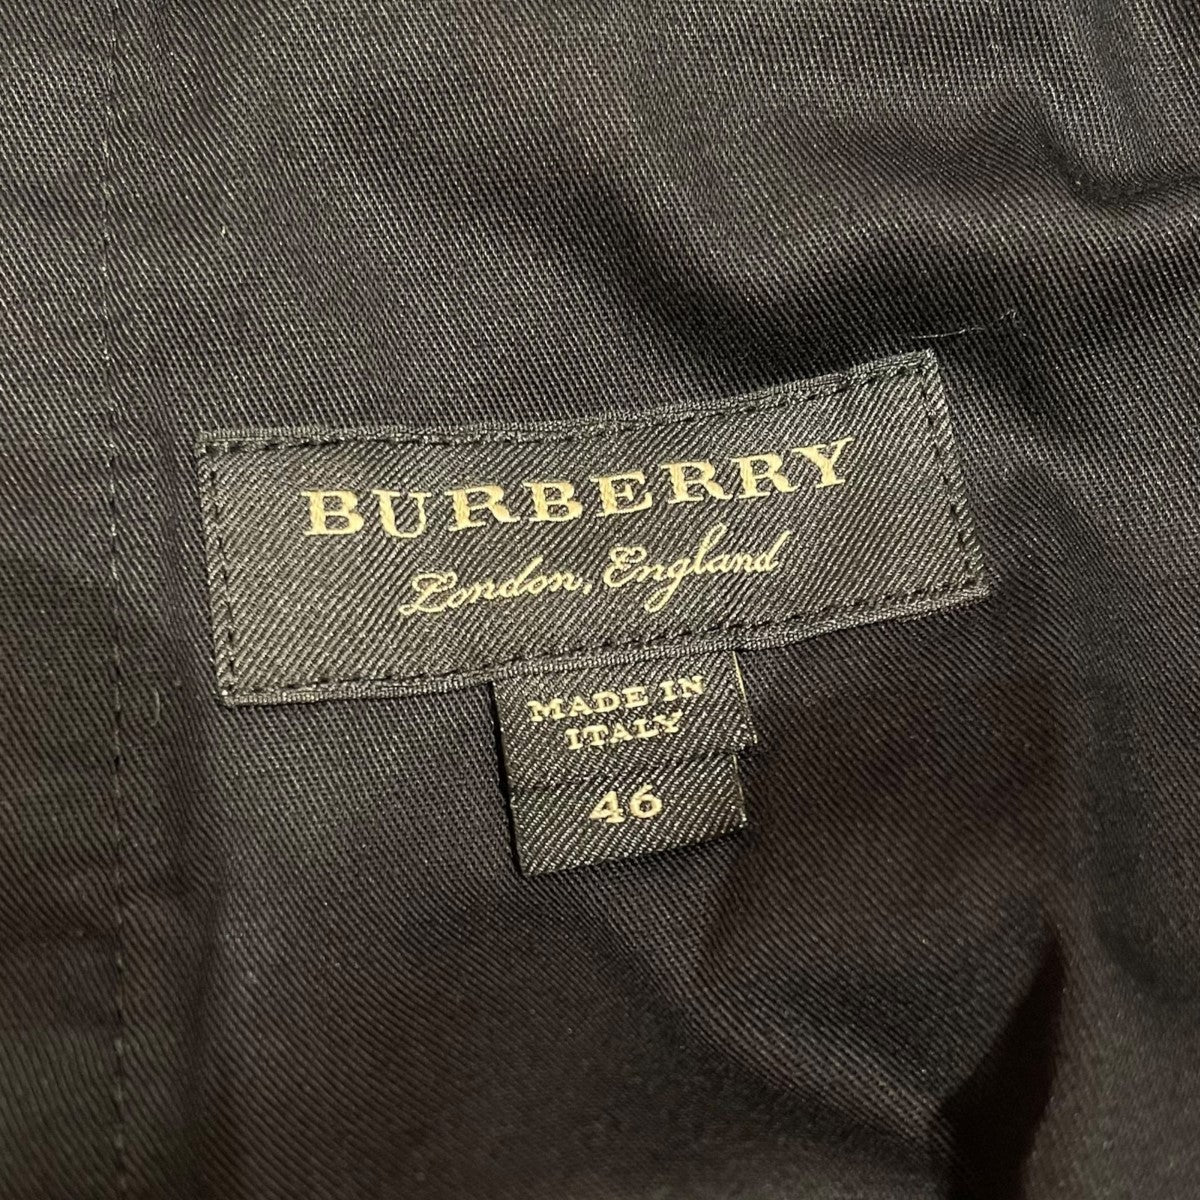 BURBERRY
London, England
MADE IN
ITALY
46